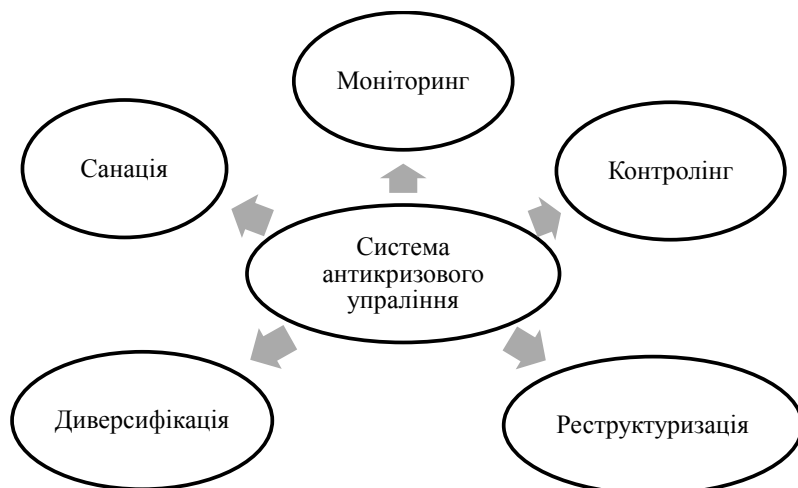 Моніторинг
Санація
Контролінг
Система
антикризового
упраління
Диверсифікація
Реструктуризація